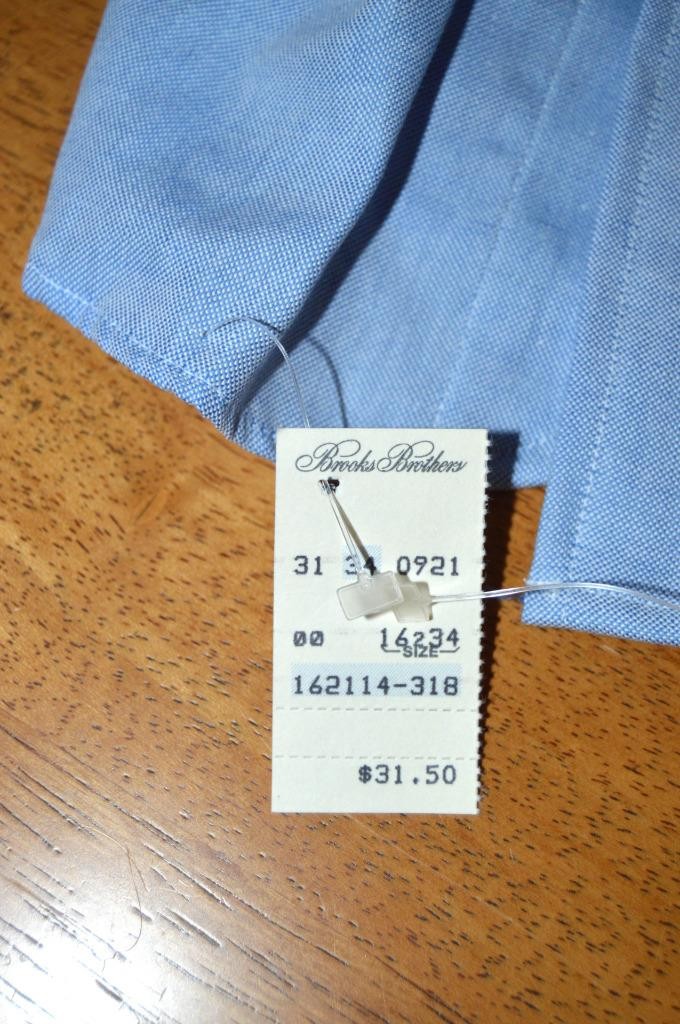 Brooks Brothers
31 34 0921
00 16234
SIZE
162114-318
$31.50